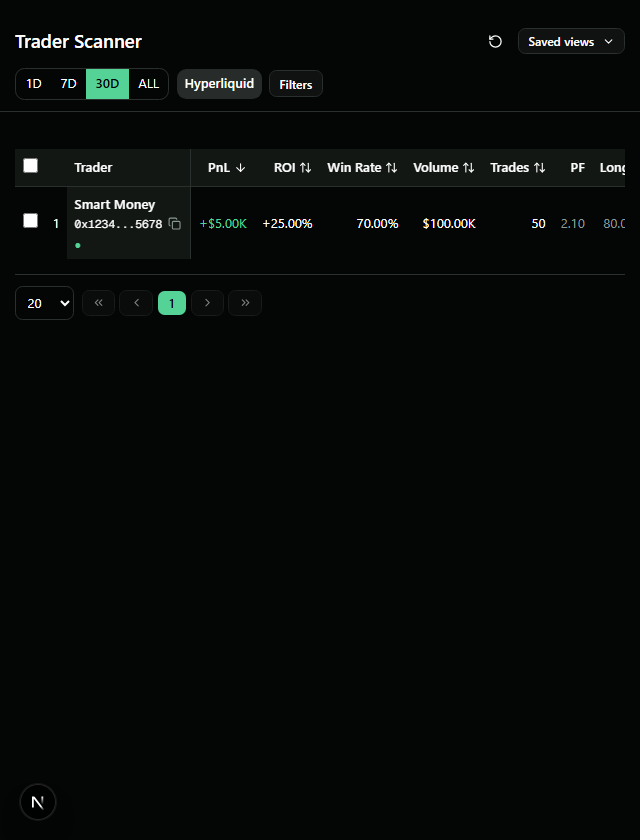 Trader Scanner
Saved views
1D 7D 30D ALL Hyperliquid Filters
Trader PnL ROI Win Rate Volume Trades PF Long
Smart Money
1 0x1234...5678 +$5.00K +25.00% 70.00% $100.00K 50 2.10 80.0
20 « ‹ 1 › »
N